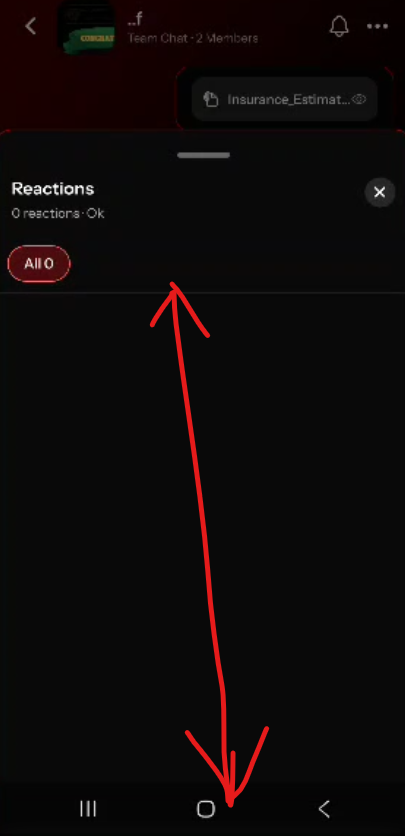 ..f
Team Chat · 2 Members
Insurance_Estimat...
Reactions
0 reactions · Ok
All 0